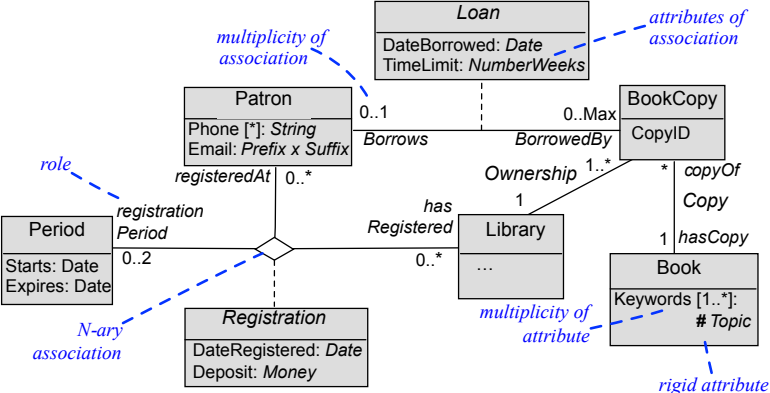 Loan
DateBorrowed: Date
TimeLimit: NumberWeeks
attributes of
association
multiplicity of
association
Patron
Phone [*]: String
Email: Prefix x Suffix
0..1
Borrows
0..Max
BorrowedBy
BookCopy
CopyID
role
registeredAt
0..*
Ownership
1..*
1
*
copyOf
Copy
1
hasCopy
registration
Period
0..2
Period
Starts: Date
Expires: Date
has
Registered
0..*
Library
...
Book
Keywords [1..*]:
# Topic
N-ary
association
Registration
DateRegistered: Date
Deposit: Money
multiplicity of
attribute
rigid attribute